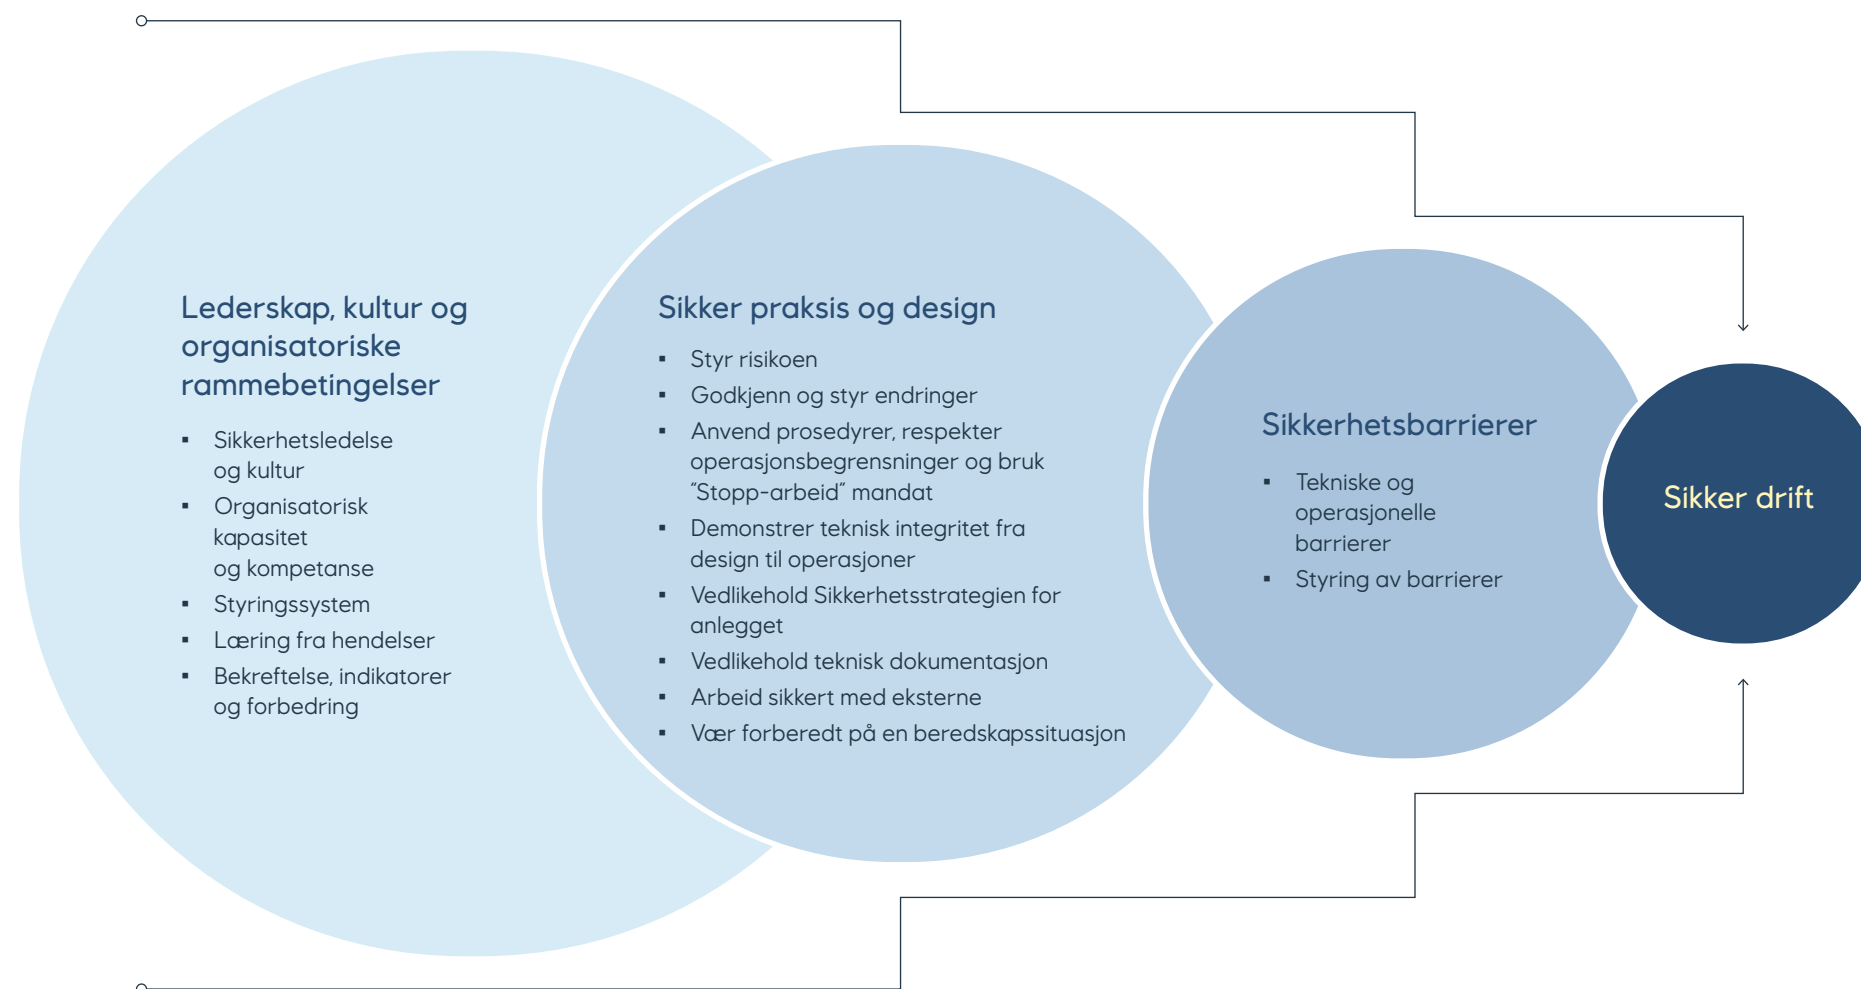 Lederskap, kultur og
organisatoriske
rammebetingelser
▪ Sikkerhetsledelse
og kultur
▪ Organisatorisk
kapasitet
og kompetanse
▪ Styringssystem
▪ Læring fra hendelser
▪ Bekreftelse, indikatorer
og forbedring
Sikker praksis og design
▪ Styr risikoen
▪ Godkjenn og styr endringer
▪ Anvend prosedyrer, respekter
operasjonsbegrensninger og bruk
“Stopp-arbeid” mandat
▪ Demonstrer teknisk integritet fra
design til operasjoner
▪ Vedlikehold Sikkerhetsstrategien for
anlegget
▪ Vedlikehold teknisk dokumentasjon
▪ Arbeid sikkert med eksterne
▪ Vær forberedt på en beredskapssituasjon
Sikkerhetsbarrierer
▪ Tekniske og
operasjonelle
barrierer
▪ Styring av barrierer
Sikker drift